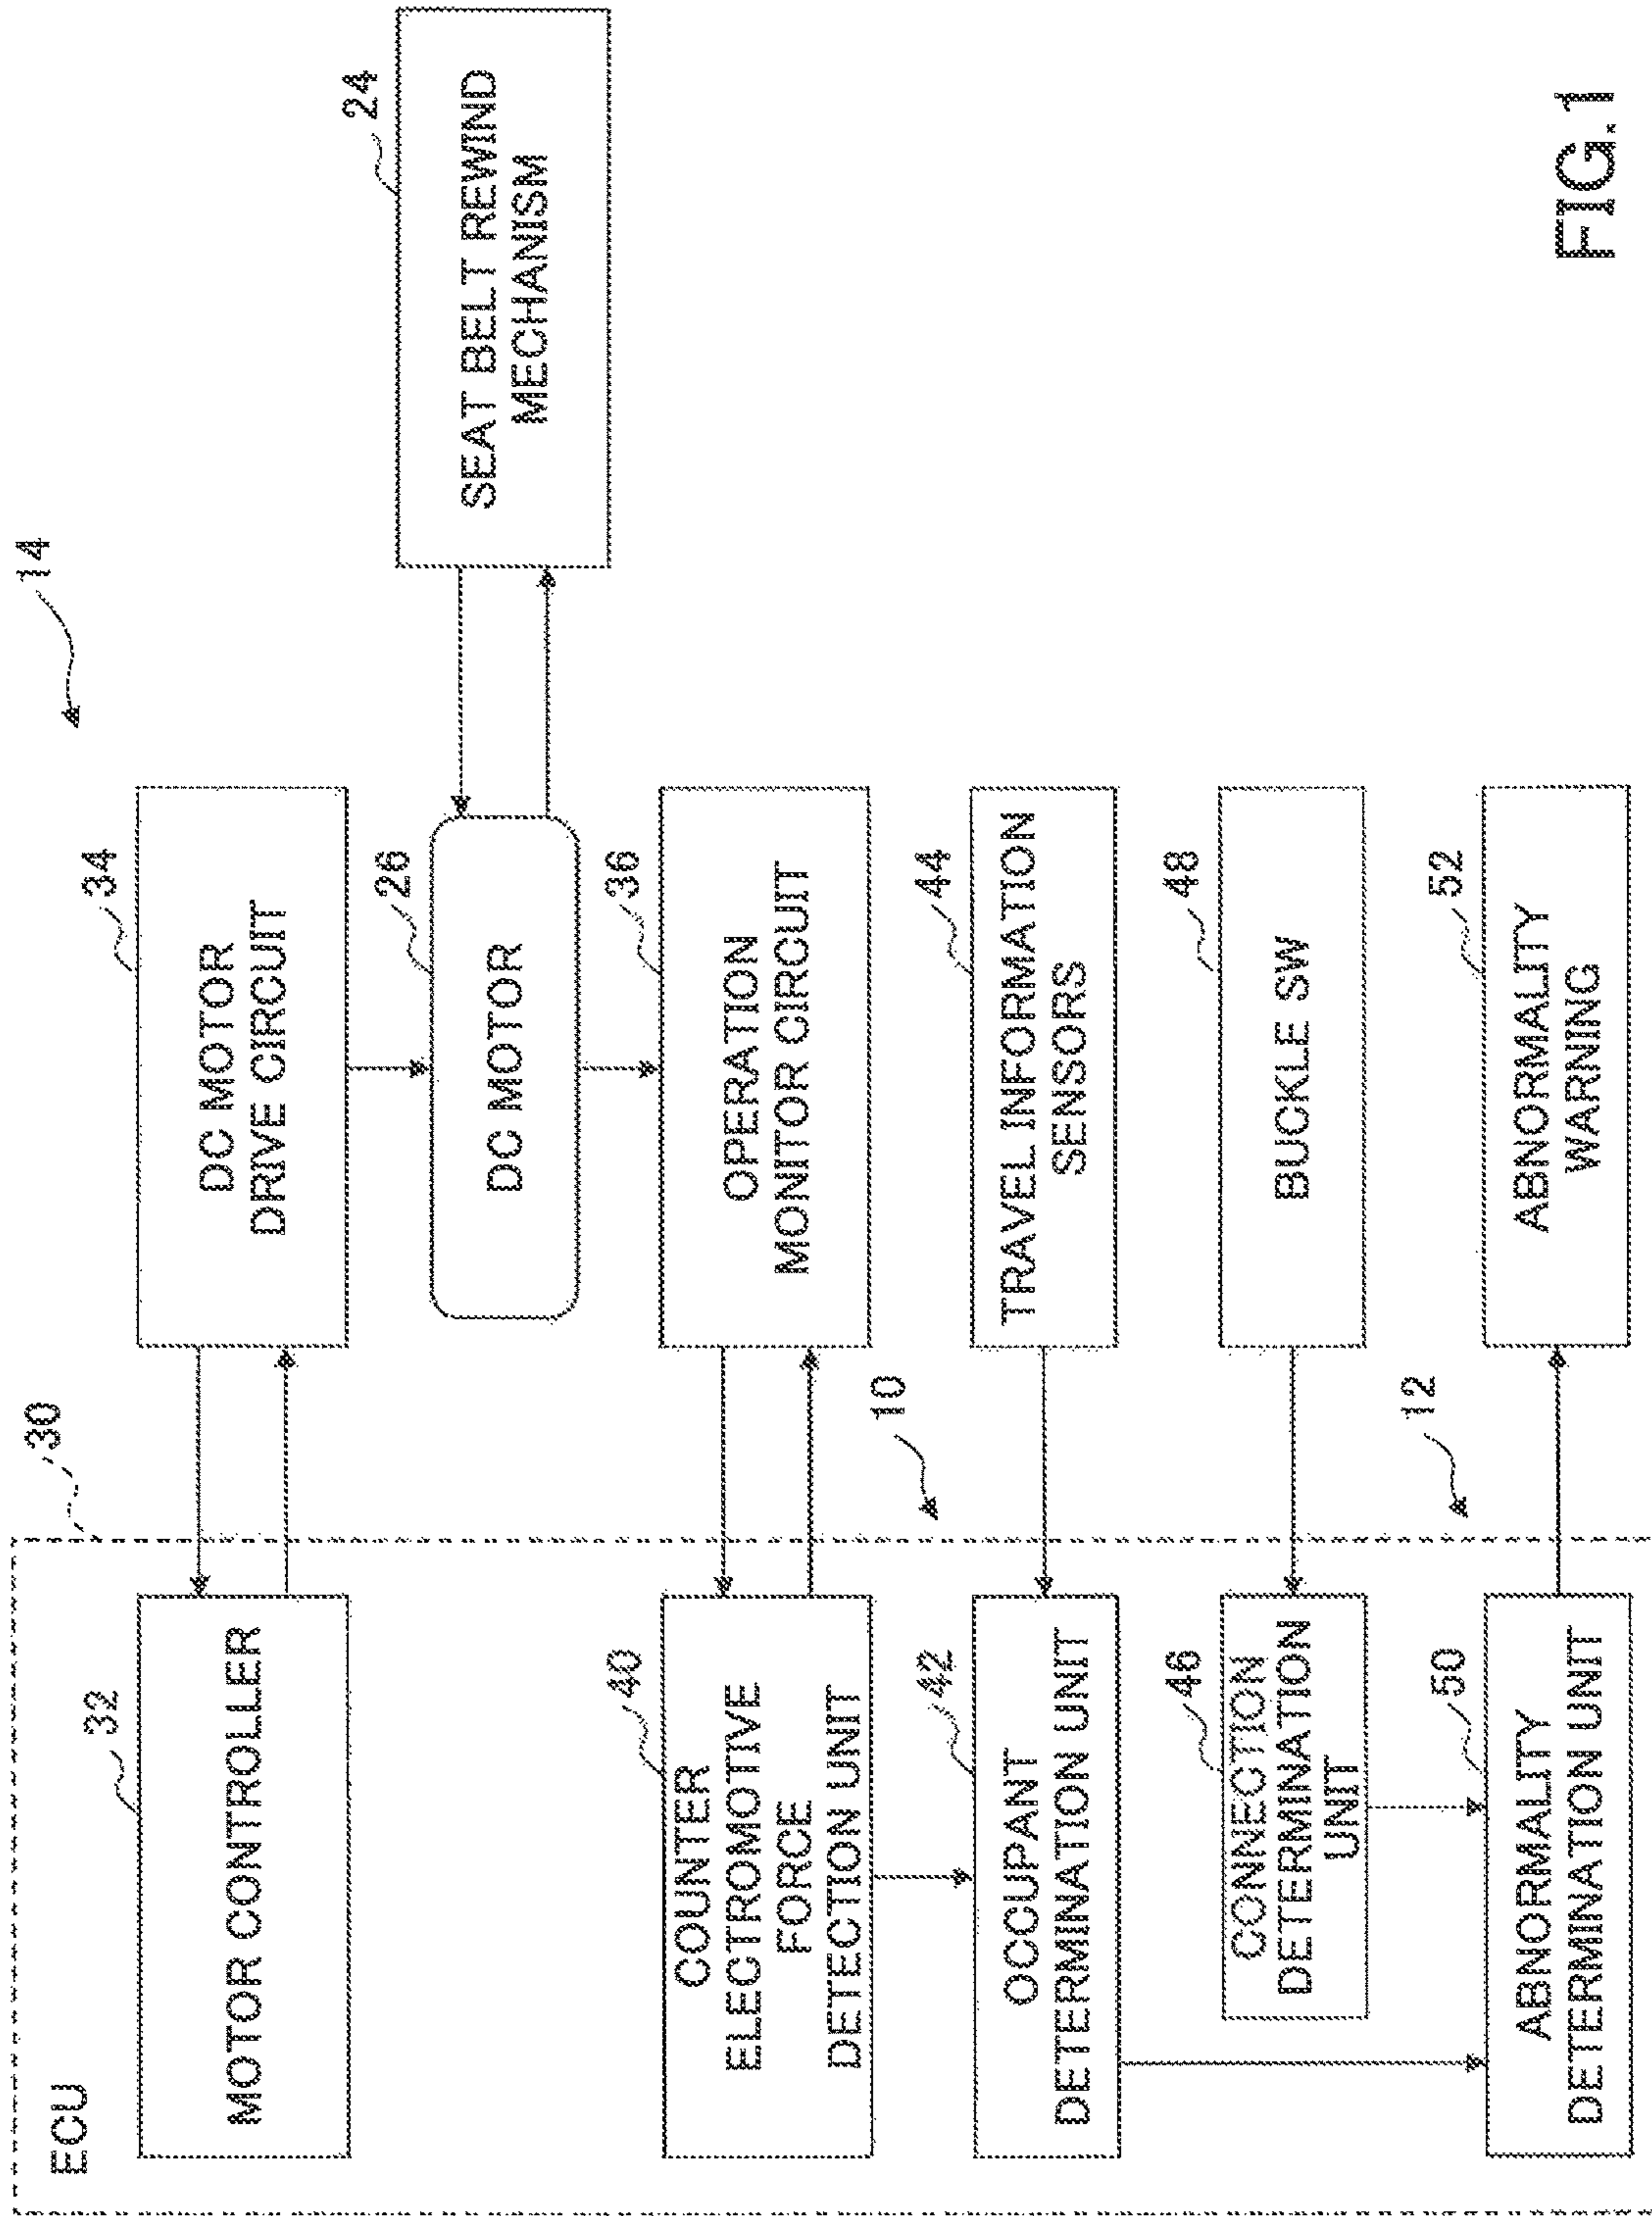 14
30
ECU
32
MOTOR CONTROLLER
34
DC MOTOR
DRIVE CIRCUIT
26
DC MOTOR
24
SEAT BELT REWIND
MECHANISM
36
OPERATION
MONITOR CIRCUIT
40
COUNTER
ELECTROMOTIVE
FORCE
DETECTION UNIT
10
42
OCCUPANT
DETERMINATION UNIT
44
TRAVEL INFORMATION
SENSORS
46
CONNECTION
DETERMINATION
UNIT
48
BUCKLE SW
12
50
ABNORMALITY
DETERMINATION UNIT
52
ABNORMALITY
WARNING
FIG.1